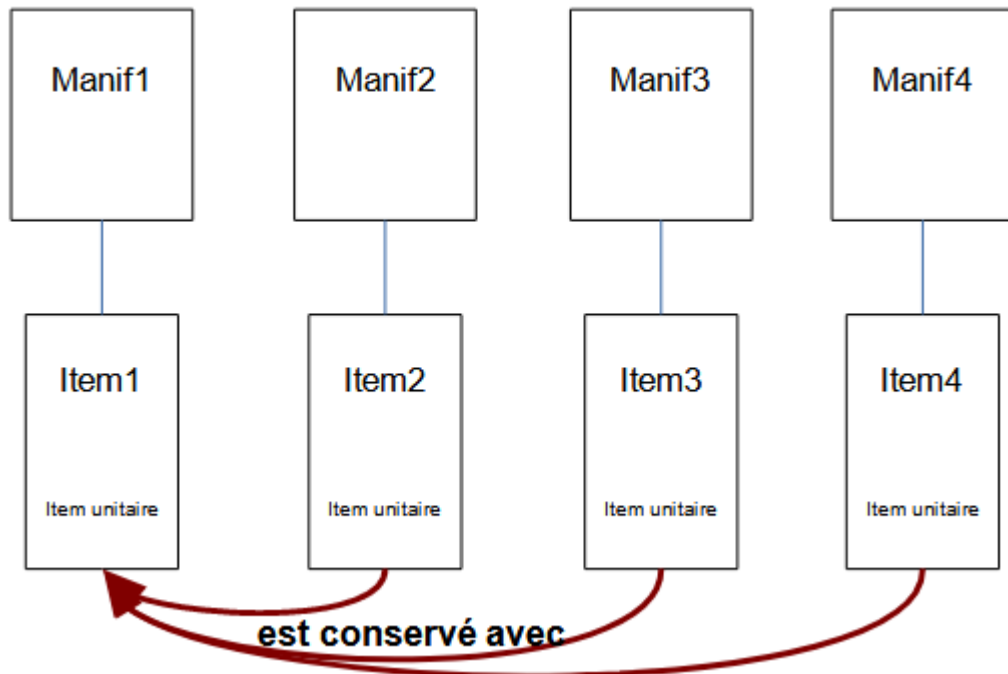 Manif1
Manif2
Manif3
Manif4
Item1
Item2
Item3
Item4
Item unitaire
Item unitaire
Item unitaire
Item unitaire
est conservé avec